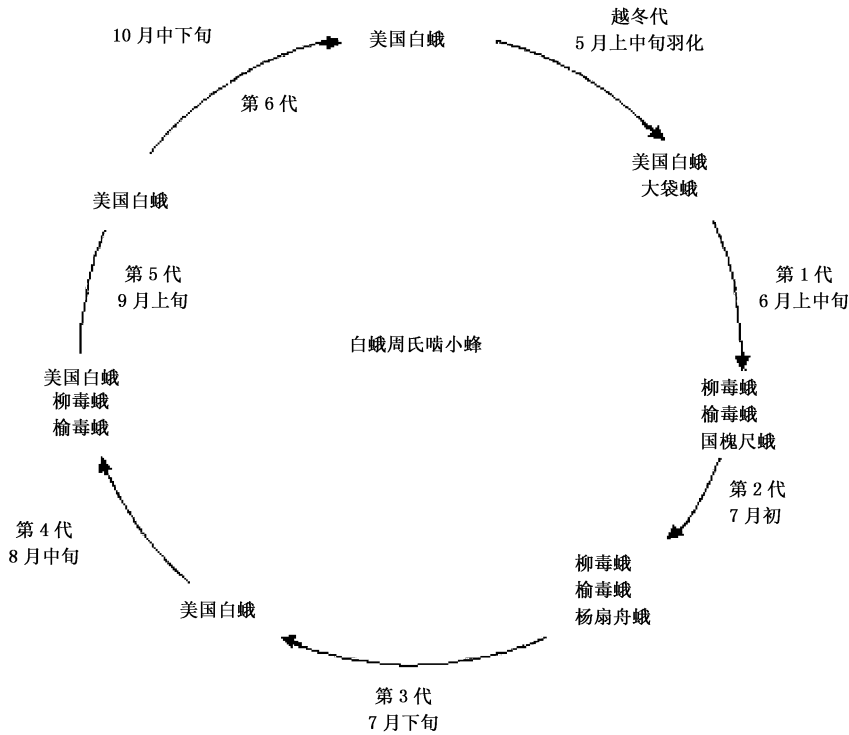 美国白蛾
越冬代
5月上中旬羽化
美国白蛾
大袋蛾
第1代
6月上中旬
柳毒蛾
榆毒蛾
国槐尺蛾
第2代
7月初
柳毒蛾
榆毒蛾
杨扇舟蛾
第3代
7月下旬
美国白蛾
第4代
8月中旬
美国白蛾
柳毒蛾
榆毒蛾
第5代
9月上旬
美国白蛾
第6代
10月中下旬
白蛾周氏啮小蜂